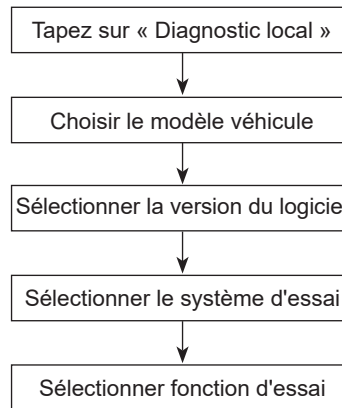 Tapez sur « Diagnostic local »
Choisir le modèle véhicule
Sélectionner la version du logicie
Sélectionner le système d'essai
Sélectionner fonction d'essai